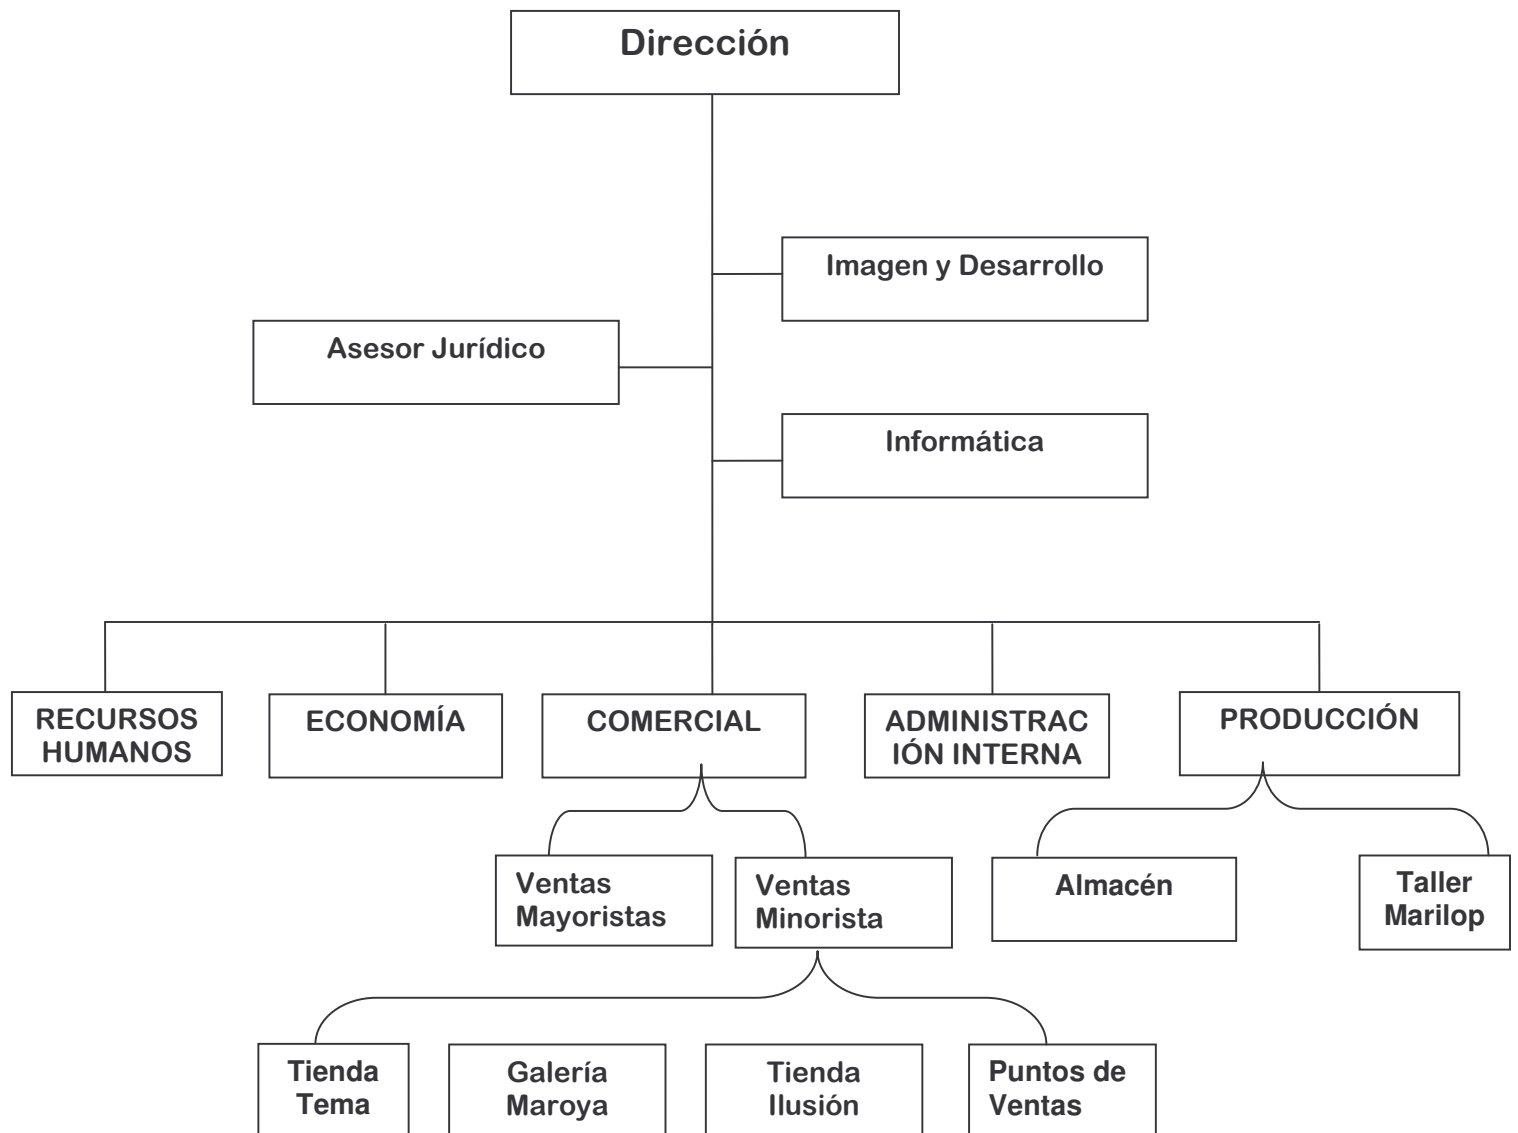 Dirección
Imagen y Desarrollo
Asesor Jurídico
Informática
RECURSOS
HUMANOS
ECONOMÍA
COMERCIAL
ADMINISTRAC
IÓN INTERNA
PRODUCCIÓN
Ventas
Mayoristas
Ventas
Minorista
Almacén
Taller
Marilop
Tienda
Tema
Galería
Maroya
Tienda
Ilusión
Puntos de
Ventas